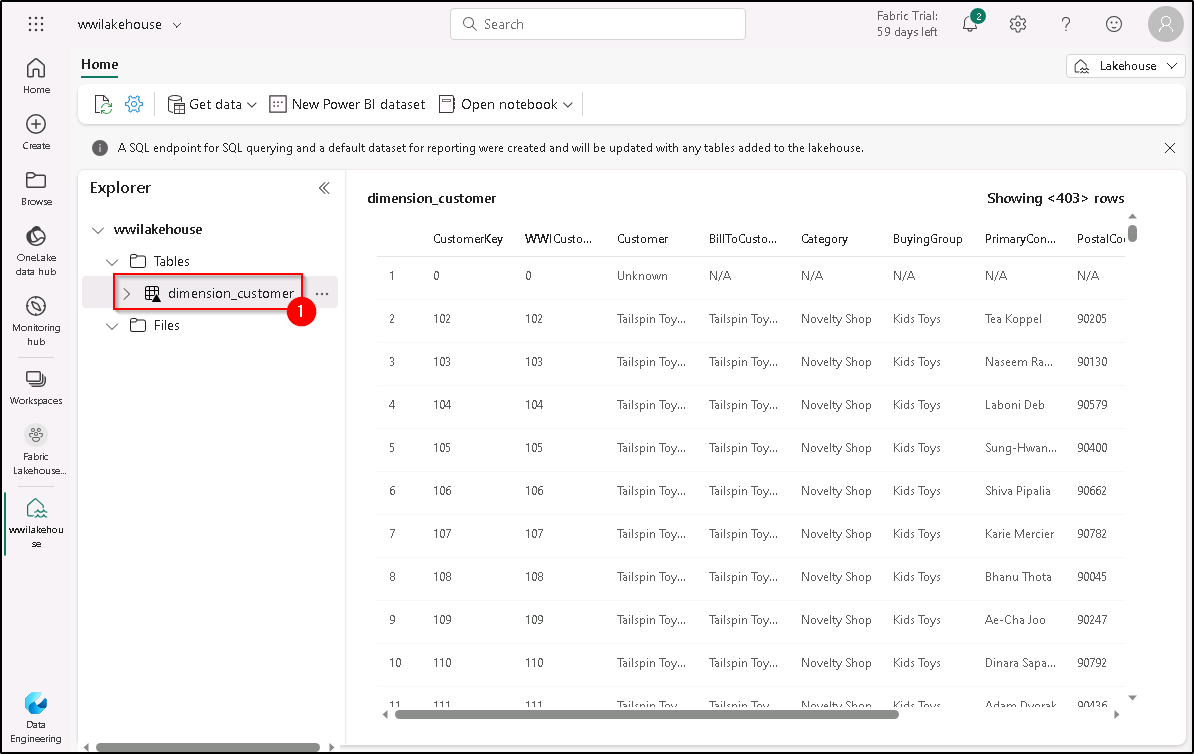 wwilakehouse
Search
Fabric Trial:
59 days left
2
Home
Create
Browse
OneLake
data hub
Monitoring
hub
Workspaces
Fabric
Lakehouse...
wwilakehou
se
Data
Engineering
Home
Lakehouse
Get data
New Power BI dataset
Open notebook
A SQL endpoint for SQL querying and a default dataset for reporting were created and will be updated with any tables added to the lakehouse.
Explorer
wwilakehouse
Tables
dimension_customer
...
1
Files
dimension_customer
Showing <403> rows
CustomerKey WWICusto... Customer BillToCusto... Category BuyingGroup PrimaryCon... PostalCo
1 0 0 Unknown N/A N/A N/A N/A N/A
2 102 102 Tailspin Toy... Tailspin Toy... Novelty Shop Kids Toys Tea Koppel 90205
3 103 103 Tailspin Toy... Tailspin Toy... Novelty Shop Kids Toys Naseem Ra... 90130
4 104 104 Tailspin Toy... Tailspin Toy... Novelty Shop Kids Toys Laboni Deb 90579
5 105 105 Tailspin Toy... Tailspin Toy... Novelty Shop Kids Toys Sung-Hwan... 90400
6 106 106 Tailspin Toy... Tailspin Toy... Novelty Shop Kids Toys Shiva Pipalia 90662
7 107 107 Tailspin Toy... Tailspin Toy... Novelty Shop Kids Toys Karie Mercier 90782
8 108 108 Tailspin Toy... Tailspin Toy... Novelty Shop Kids Toys Bhanu Thota 90045
9 109 109 Tailspin Toy... Tailspin Toy... Novelty Shop Kids Toys Ae-Cha Joo 90247
10 110 110 Tailspin Toy... Tailspin Toy... Novelty Shop Kids Toys Dinara Sapa... 90792
11 111 111 Tailspin Toy... Tailspin Toy... Novelty Shop Kids Toys Adam Dvorak 90436